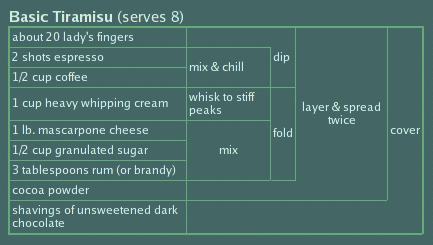 Basic Tiramisu (serves 8)
about 20 lady's fingers
2 shots espresso
1/2 cup coffee
mix & chill
dip
1 cup heavy whipping cream
whisk to stiff
peaks
1 lb. mascarpone cheese
1/2 cup granulated sugar
3 tablespoons rum (or brandy)
mix
fold
layer & spread
twice
cocoa powder
shavings of unsweetened dark
chocolate
cover